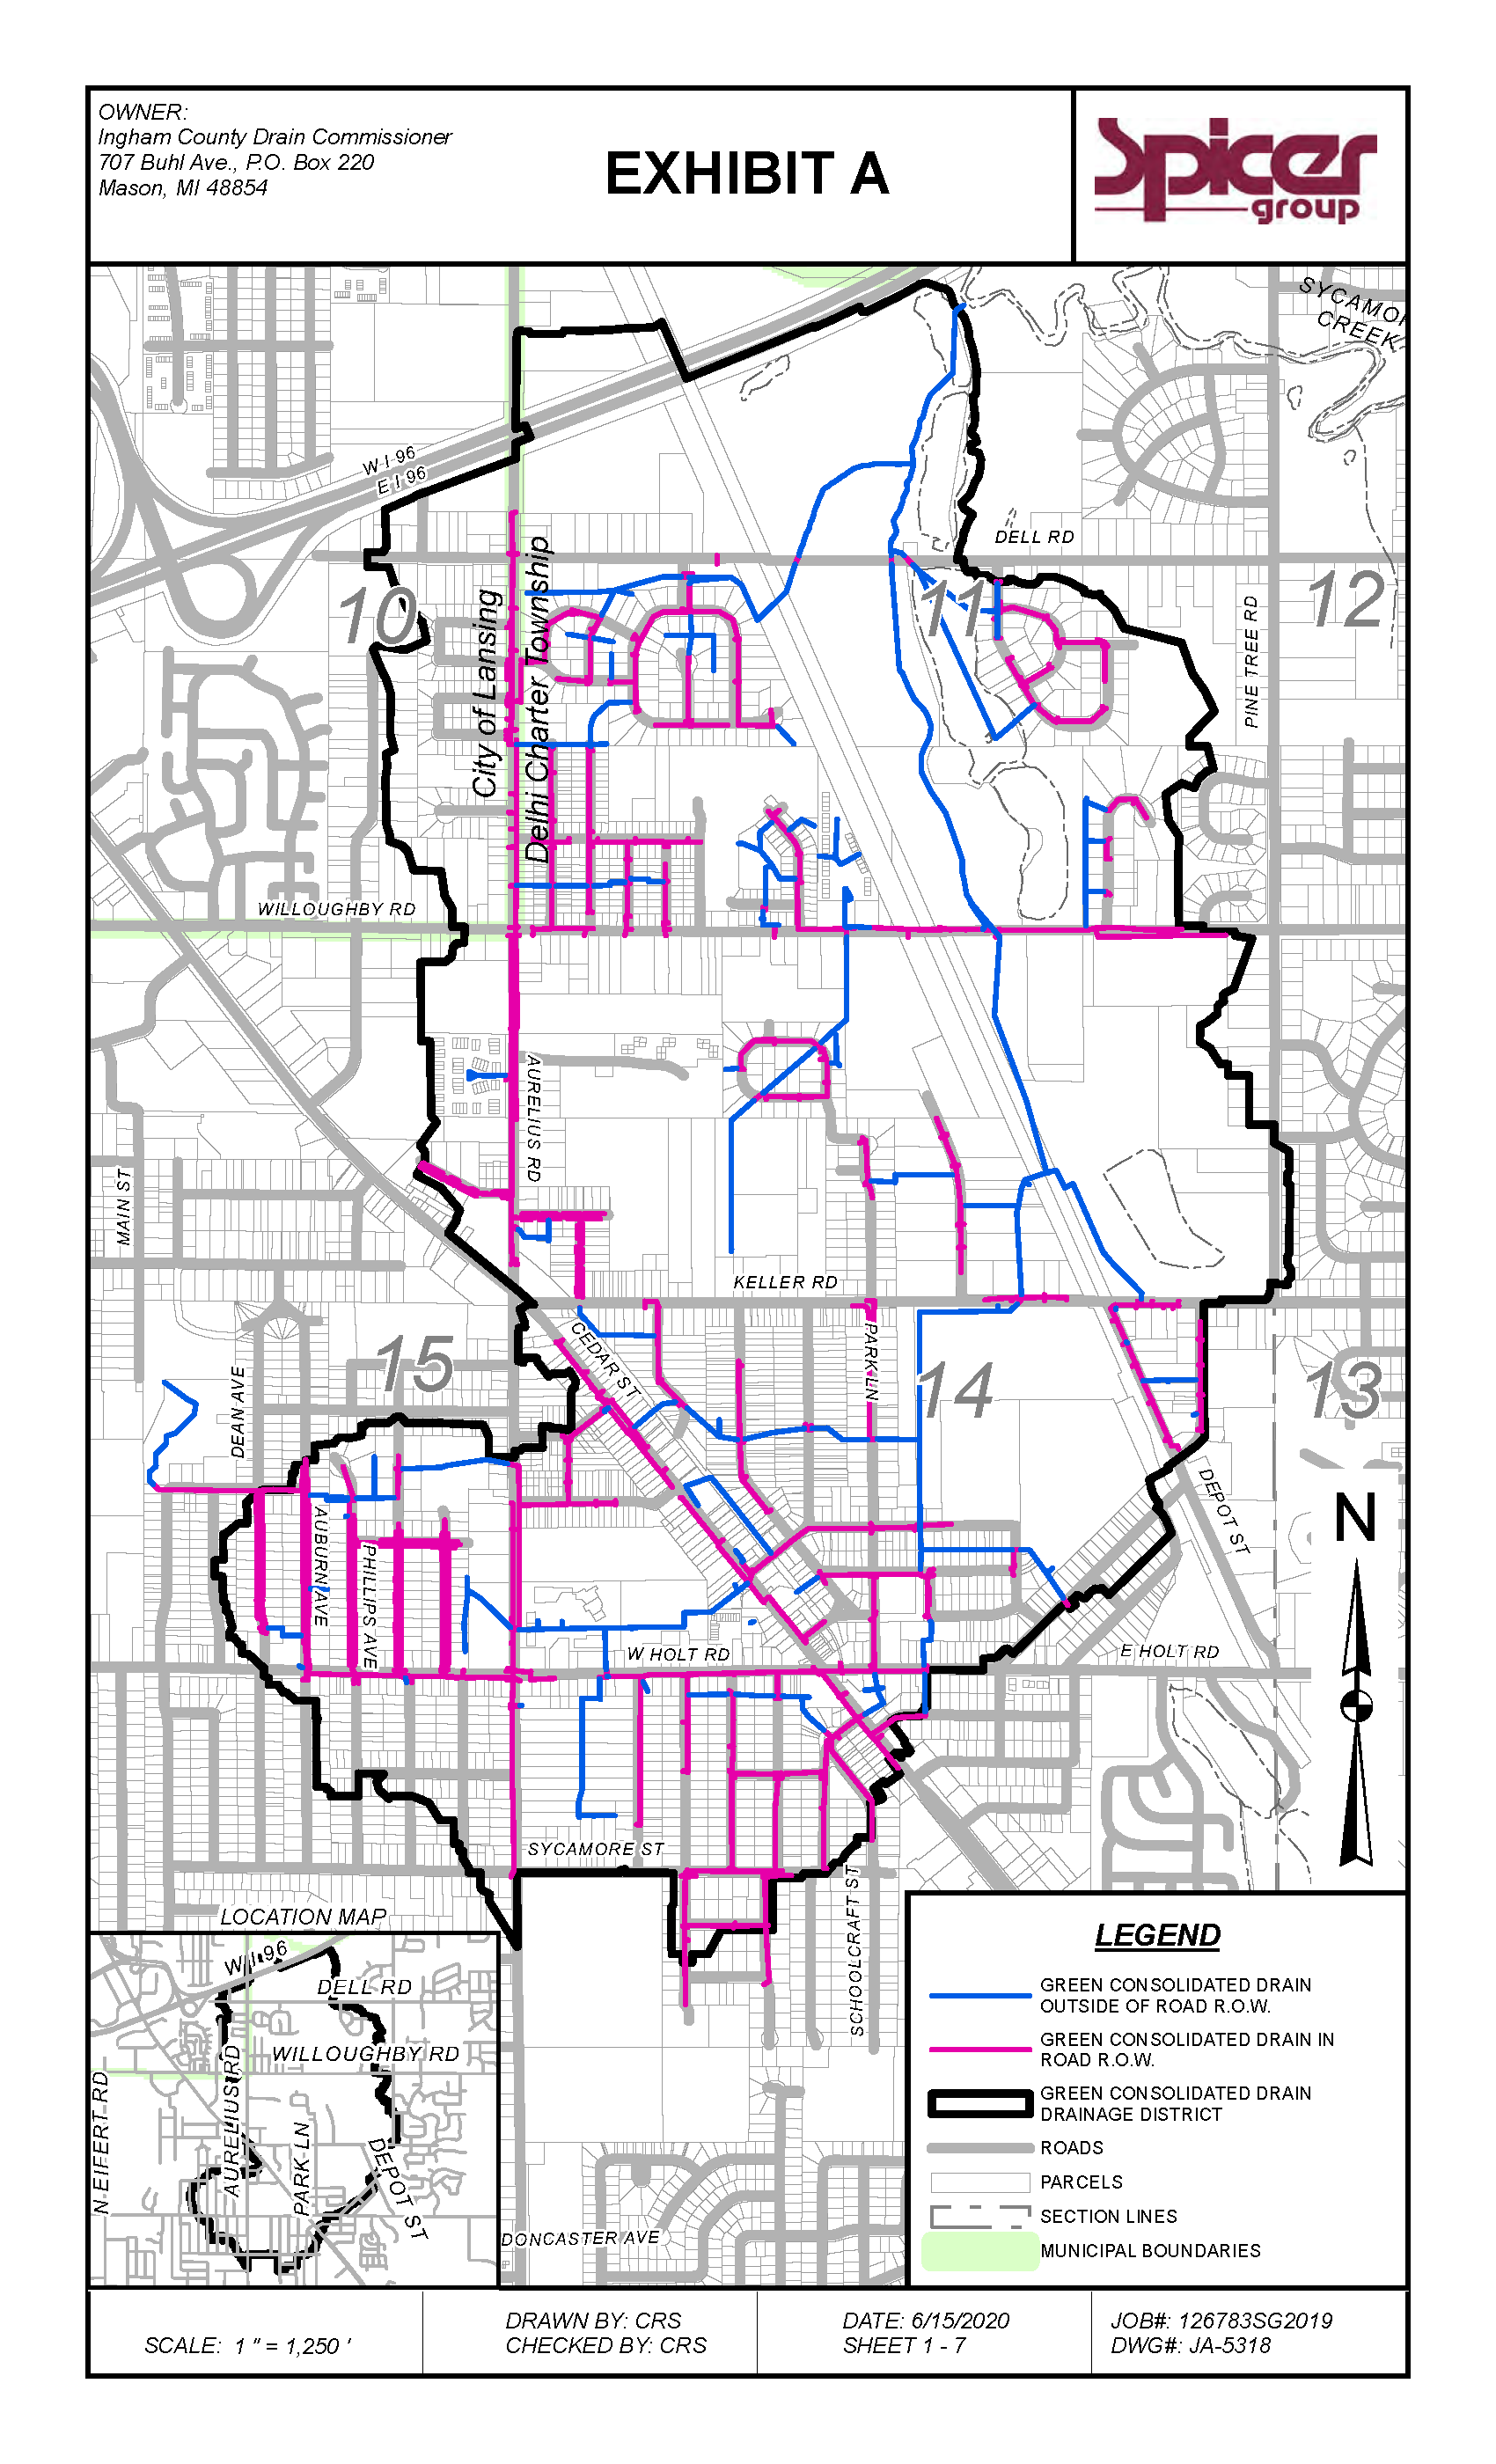 OWNER:
Ingham County Drain Commissioner
707 Buhl Ave., P.O. Box 220
Mason, MI 48854
EXHIBIT A
Spicer
group
SYCAMO
CREEK
W I 96
E I 96
DELL RD
10
11
12
City of Lansing
Delhi Charter Township
PINE TREE RD
WILLOUGHBY RD
AURELIUS RD
MAIN ST
KELLER RD
CEDAR ST
PARK LN
15
14
13
DEAN AVE
DEPOT ST
N
AUBURN AVE
PHILLIPS AVE
W HOLT RD
E HOLT RD
SYCAMORE ST
SCHOOLCRAFT ST
LOCATION MAP
W I 96
DELL RD
WILLOUGHBY RD
N EIFERT RD
AURELIUS RD
PARK LN
DEPOT ST
DONCASTER AVE
LEGEND
GREEN CONSOLIDATED DRAIN
OUTSIDE OF ROAD R.O.W.
GREEN CONSOLIDATED DRAIN IN
ROAD R.O.W.
GREEN CONSOLIDATED DRAIN
DRAINAGE DISTRICT
ROADS
PARCELS
SECTION LINES
MUNICIPAL BOUNDARIES
SCALE: 1 " = 1,250 '
DRAWN BY: CRS
CHECKED BY: CRS
DATE: 6/15/2020
SHEET 1 - 7
JOB#: 126783SG2019
DWG#: JA-5318